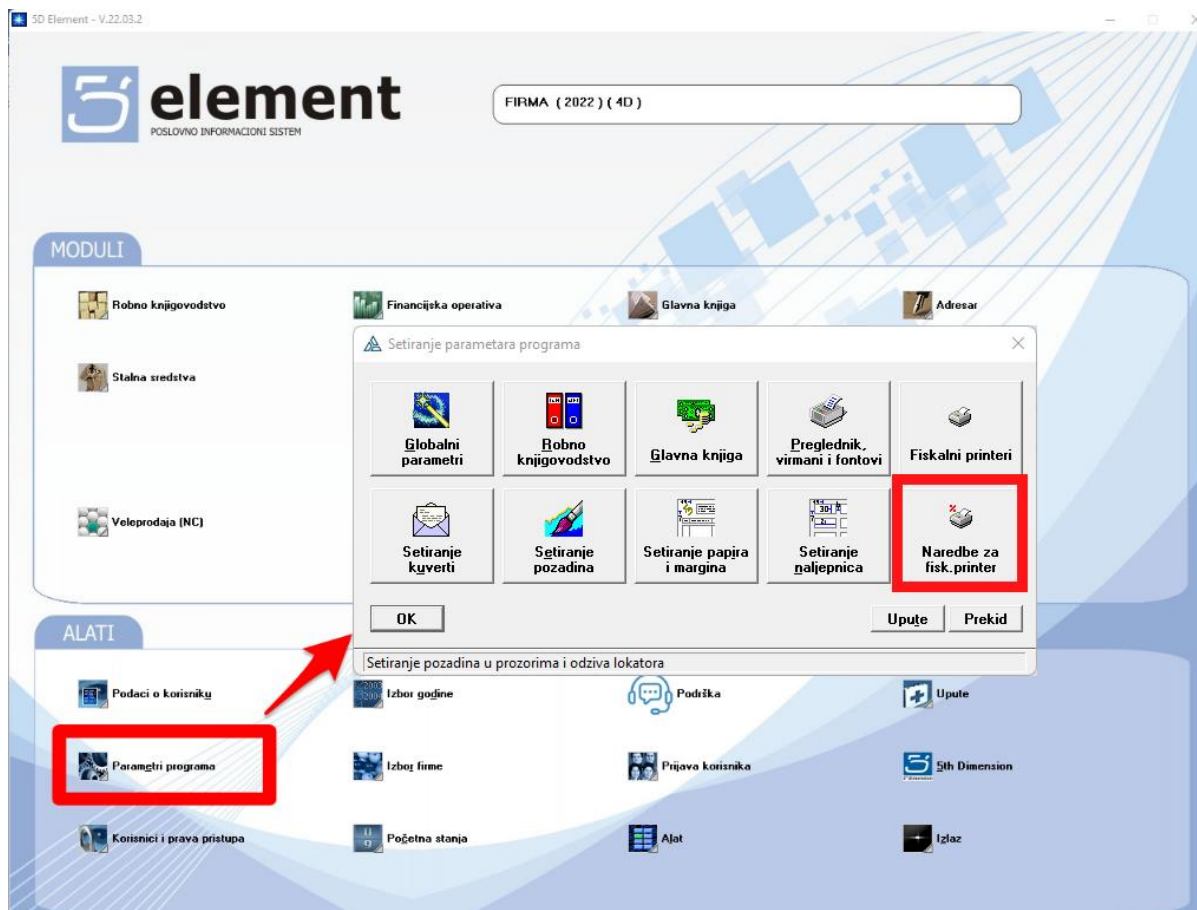 5D Element - V.22.03.2
5 element
POSLOVNO INFORMACIONI SISTEM
FIRMA ( 2022 ) ( 4D )
MODULI
Robno knjigovodstvo
Financijska operativa
Glavna knjiga
Adresar
Stalna sredstva
Veleprodaja (NC)
Setiranje parametara programa
Globalni
parametri
Robno
knjigovodstvo
Glavna knjiga
Preglednik,
virmani i fontovi
Fiskalni printeri
Setiranje
kuverti
Setiranje
pozadina
Setiranje papira
i margina
Setiranje
naljepnica
Naredbe za
fisk.printer
OK
Upute
Prekid
Setiranje pozadina u prozorima i odziva lokatora
ALATI
Podaci o korisniku
Izbor godine
Podrška
Upute
Parametri programa
Izbor firme
Prijava korisnika
5th Dimension
Korisnici i prava pristupa
Početna stanja
Alat
Izlaz